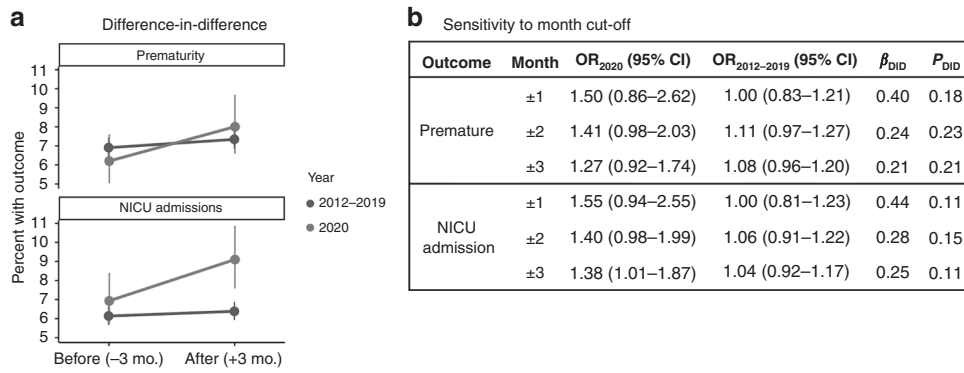 a
Difference-in-difference
Prematurity
11
10
9
8
7
6
5
NICU admissions
11
10
9
8
7
6
5
Percent with outcome
Before (–3 mo.) After (+3 mo.)
Year
2012–2019
2020
b Sensitivity to month cut-off
Outcome Month OR2020 (95% CI) OR2012–2019 (95% CI) βDID PDID
Premature
±1 1.50 (0.86–2.62) 1.00 (0.83–1.21) 0.40 0.18
±2 1.41 (0.98–2.03) 1.11 (0.97–1.27) 0.24 0.23
±3 1.27 (0.92–1.74) 1.08 (0.96–1.20) 0.21 0.21
NICU
admission
±1 1.55 (0.94–2.55) 1.00 (0.81–1.23) 0.44 0.11
±2 1.40 (0.98–1.99) 1.06 (0.91–1.22) 0.28 0.15
±3 1.38 (1.01–1.87) 1.04 (0.92–1.17) 0.25 0.11